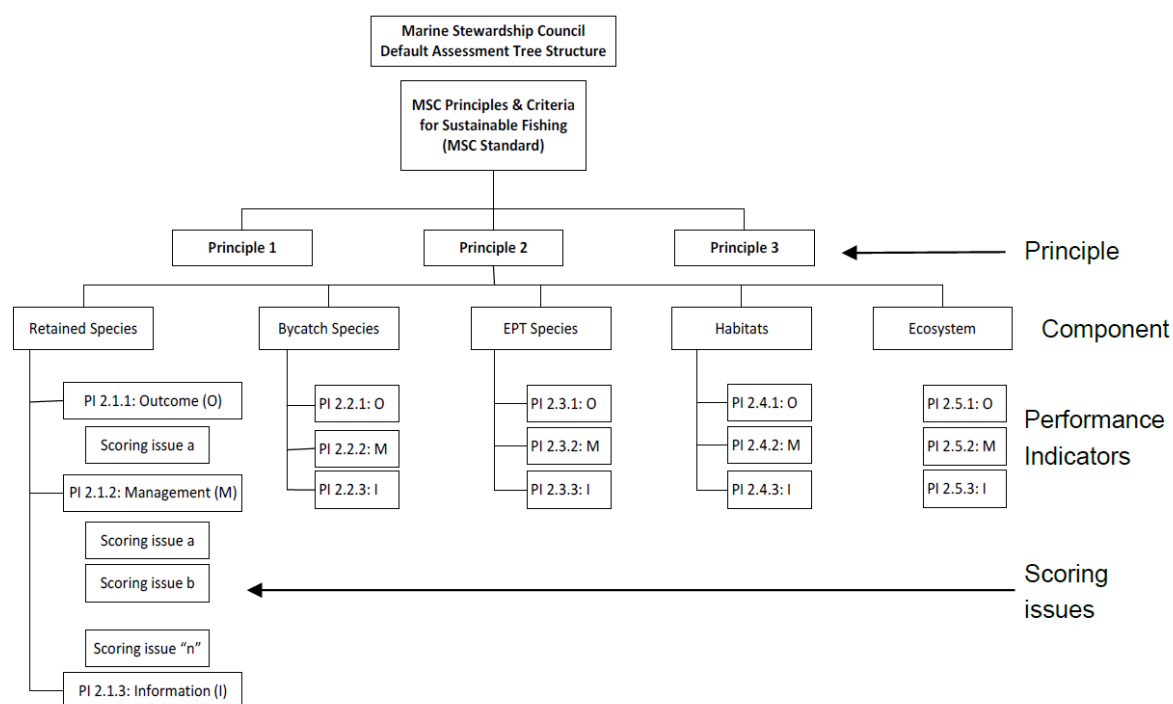 Marine Stewardship Council
Default Assessment Tree Structure
MSC Principles & Criteria
for Sustainable Fishing
(MSC Standard)
Principle 1
Principle 2
Principle 3
Principle
Retained Species
Bycatch Species
EPT Species
Habitats
Ecosystem
Component
PI 2.1.1: Outcome (O)
Scoring issue a
PI 2.1.2: Management (M)
Scoring issue a
Scoring issue b
Scoring issue “n”
PI 2.1.3: Information (I)
PI 2.2.1: O
PI 2.2.2: M
PI 2.2.3: I
PI 2.3.1: O
PI 2.3.2: M
PI 2.3.3: I
PI 2.4.1: O
PI 2.4.2: M
PI 2.4.3: I
PI 2.5.1: O
PI 2.5.2: M
PI 2.5.3: I
Performance
Indicators
Scoring
issues